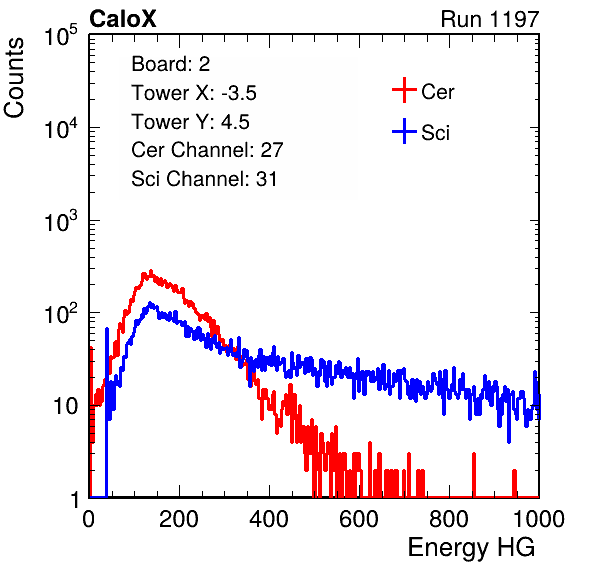 CaloX Run 1197
Counts
10^5
10^4
10^3
10^2
10
1
Board: 2
Tower X: -3.5
Tower Y: 4.5
Cer Channel: 27
Sci Channel: 31
Cer
Sci
0 200 400 600 800 1000
Energy HG